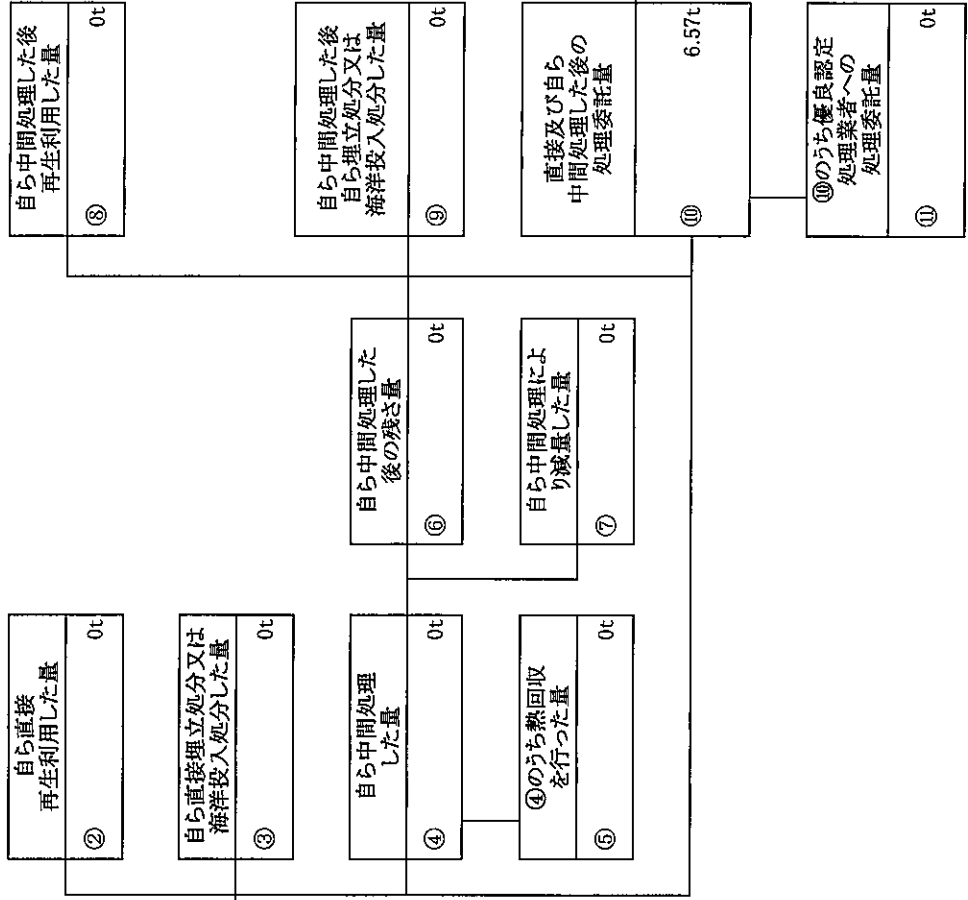 自ら直接
再生利用した量
②
0t
自ら直接埋立処分又は
海洋投入処分した量
③
0t
自ら中間処理
した量
④
0t
④のうち熱回収
を行った量
⑤
0t
自ら中間処理した
後の残さ量
⑥
0t
自ら中間処理によ
り減量した量
⑦
0t
自ら中間処理した後
再生利用した量
⑧
0t
自ら中間処理した後
自ら埋立処分又は
海洋投入処分した量
⑨
0t
直接及び自ら
中間処理した後の
処理委託量
⑩
6.57t
⑩のうち優良認定
処理業者への
処理委託量
⑪
0t